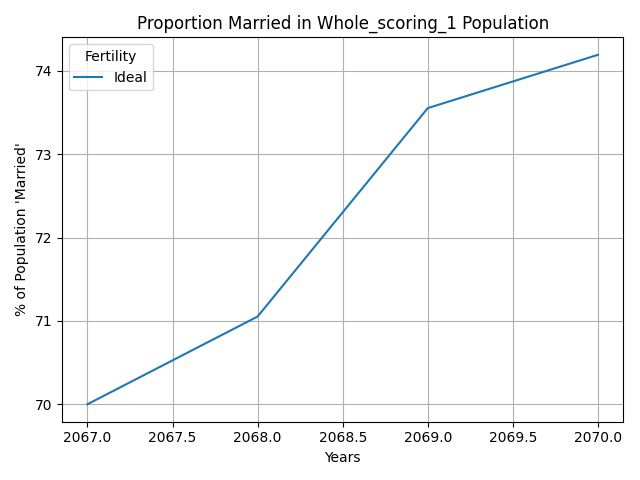 Proportion Married in Whole_scoring_1 Population
Fertility
Ideal
74
73
72
71
70
% of Population 'Married'
2067.0 2067.5 2068.0 2068.5 2069.0 2069.5 2070.0
Years